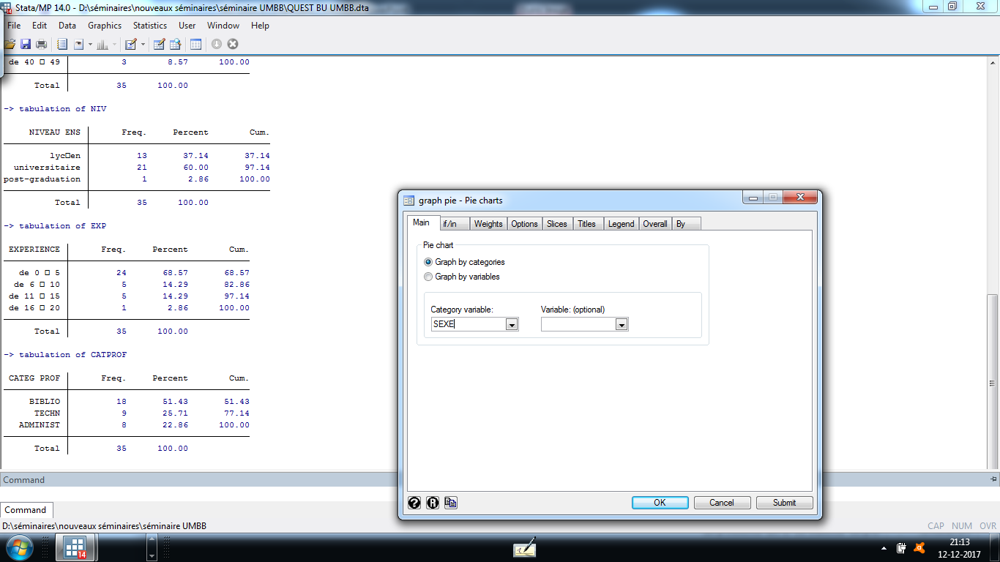 Stata/MP 14.0 - D:\séminaires\nouveaux séminaires\séminaire UMBB\QUEST BU UMBB.dta
File Edit Data Graphics Statistics User Window Help
de 40 □ 49 3 8.57 100.00
Total 35 100.00
-> tabulation of NIV
NIVEAU ENS Freq. Percent Cum.
lyc□en 13 37.14 37.14
universitaire 21 60.00 97.14
post-graduation 1 2.86 100.00
Total 35 100.00
-> tabulation of EXP
EXPERIENCE Freq. Percent Cum.
de 0 □ 5 24 68.57 68.57
de 6 □ 10 5 14.29 82.86
de 11 □ 15 5 14.29 97.14
de 16 □ 20 1 2.86 100.00
Total 35 100.00
-> tabulation of CATPROF
CATEG PROF Freq. Percent Cum.
BIBLIO 18 51.43 51.43
TECHN 9 25.71 77.14
ADMINIST 8 22.86 100.00
Total 35 100.00
graph pie - Pie charts
Main if/in Weights Options Slices Titles Legend Overall By
Pie chart
Graph by categories
Graph by variables
Category variable: Variable: (optional)
SEXE
OK Cancel Submit
Command
Command
D:\séminaires\nouveaux séminaires\séminaire UMBB
CAP NUM OVR
14
21:13
12-12-2017